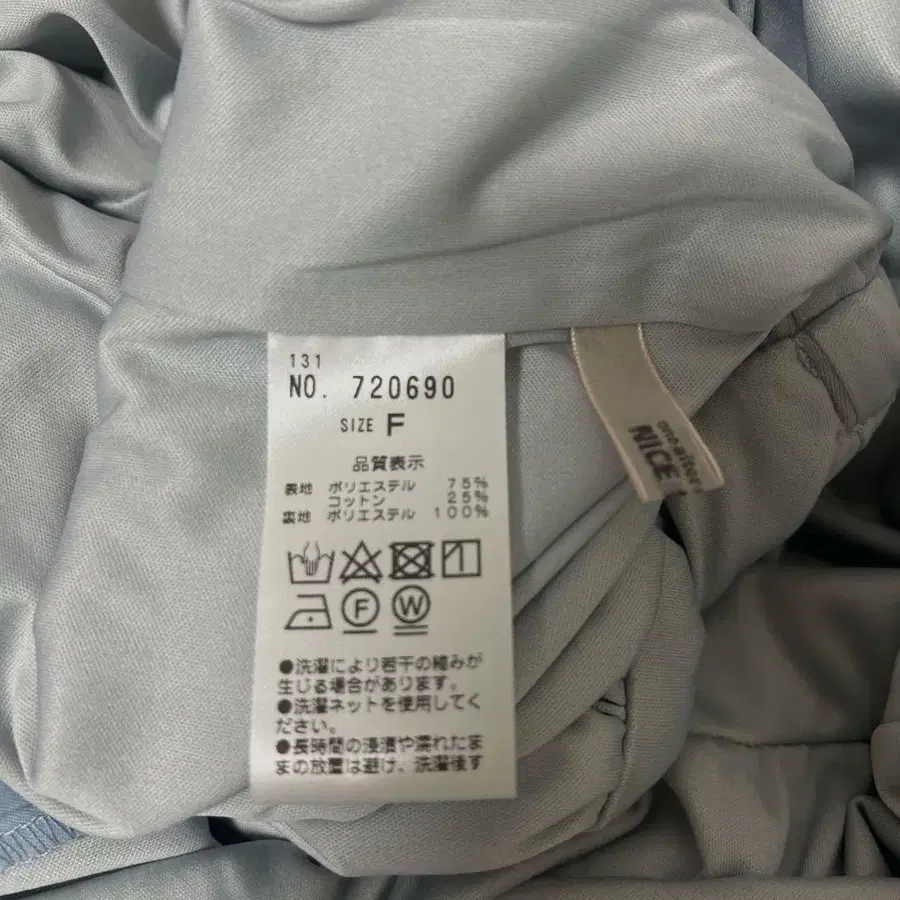 131
NO. 720690
SIZE F
品質表示
表地 ポリエステル 75%
コットン 25%
裏地 ポリエステル 100%
F W
●洗濯により若干の縮みが
生じる場合があります。
●洗濯ネットを使用してく
ださい。
●長時間の浸漬や濡れたま
まの放置は避け、洗濯後す
one-after
NICE